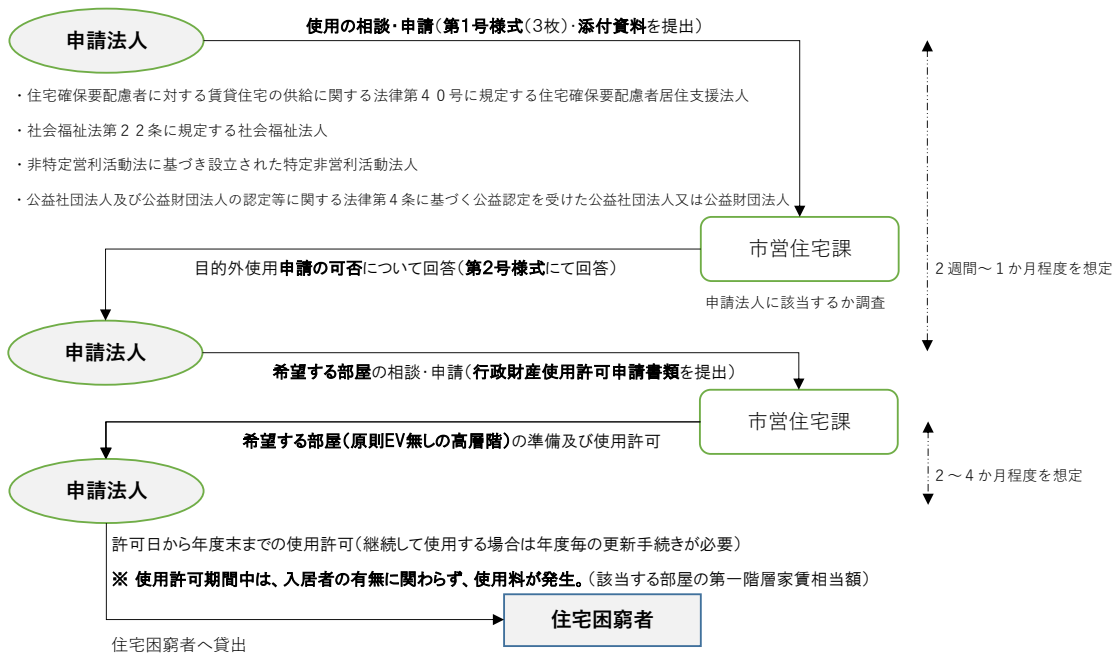 使用の相談・申請（第１号様式（３枚）・添付資料を提出）
申請法人
・住宅確保要配慮者に対する賃貸住宅の供給に関する法律第４０号に規定する住宅確保要配慮者居住支援法人
・社会福祉法第２２条に規定する社会福祉法人
・非特定営利活動法に基づき設立された特定非営利活動法人
・公益社団法人及び公益財団法人の認定等に関する法律第４条に基づく公益認定を受けた公益社団法人又は公益財団法人
市営住宅課
目的外使用申請の可否について回答（第２号様式にて回答）
２週間～１か月程度を想定
申請法人に該当するか調査
申請法人
希望する部屋の相談・申請（行政財産使用許可申請書類を提出）
市営住宅課
希望する部屋（原則EV無しの高層階）の準備及び使用許可
２～４か月程度を想定
申請法人
許可日から年度末までの使用許可（継続して使用する場合は年度毎の更新手続きが必要）
※ 使用許可期間中は、入居者の有無に関わらず、使用料が発生。（該当する部屋の第一階層家賃相当額）
住宅困窮者
住宅困窮者へ貸出